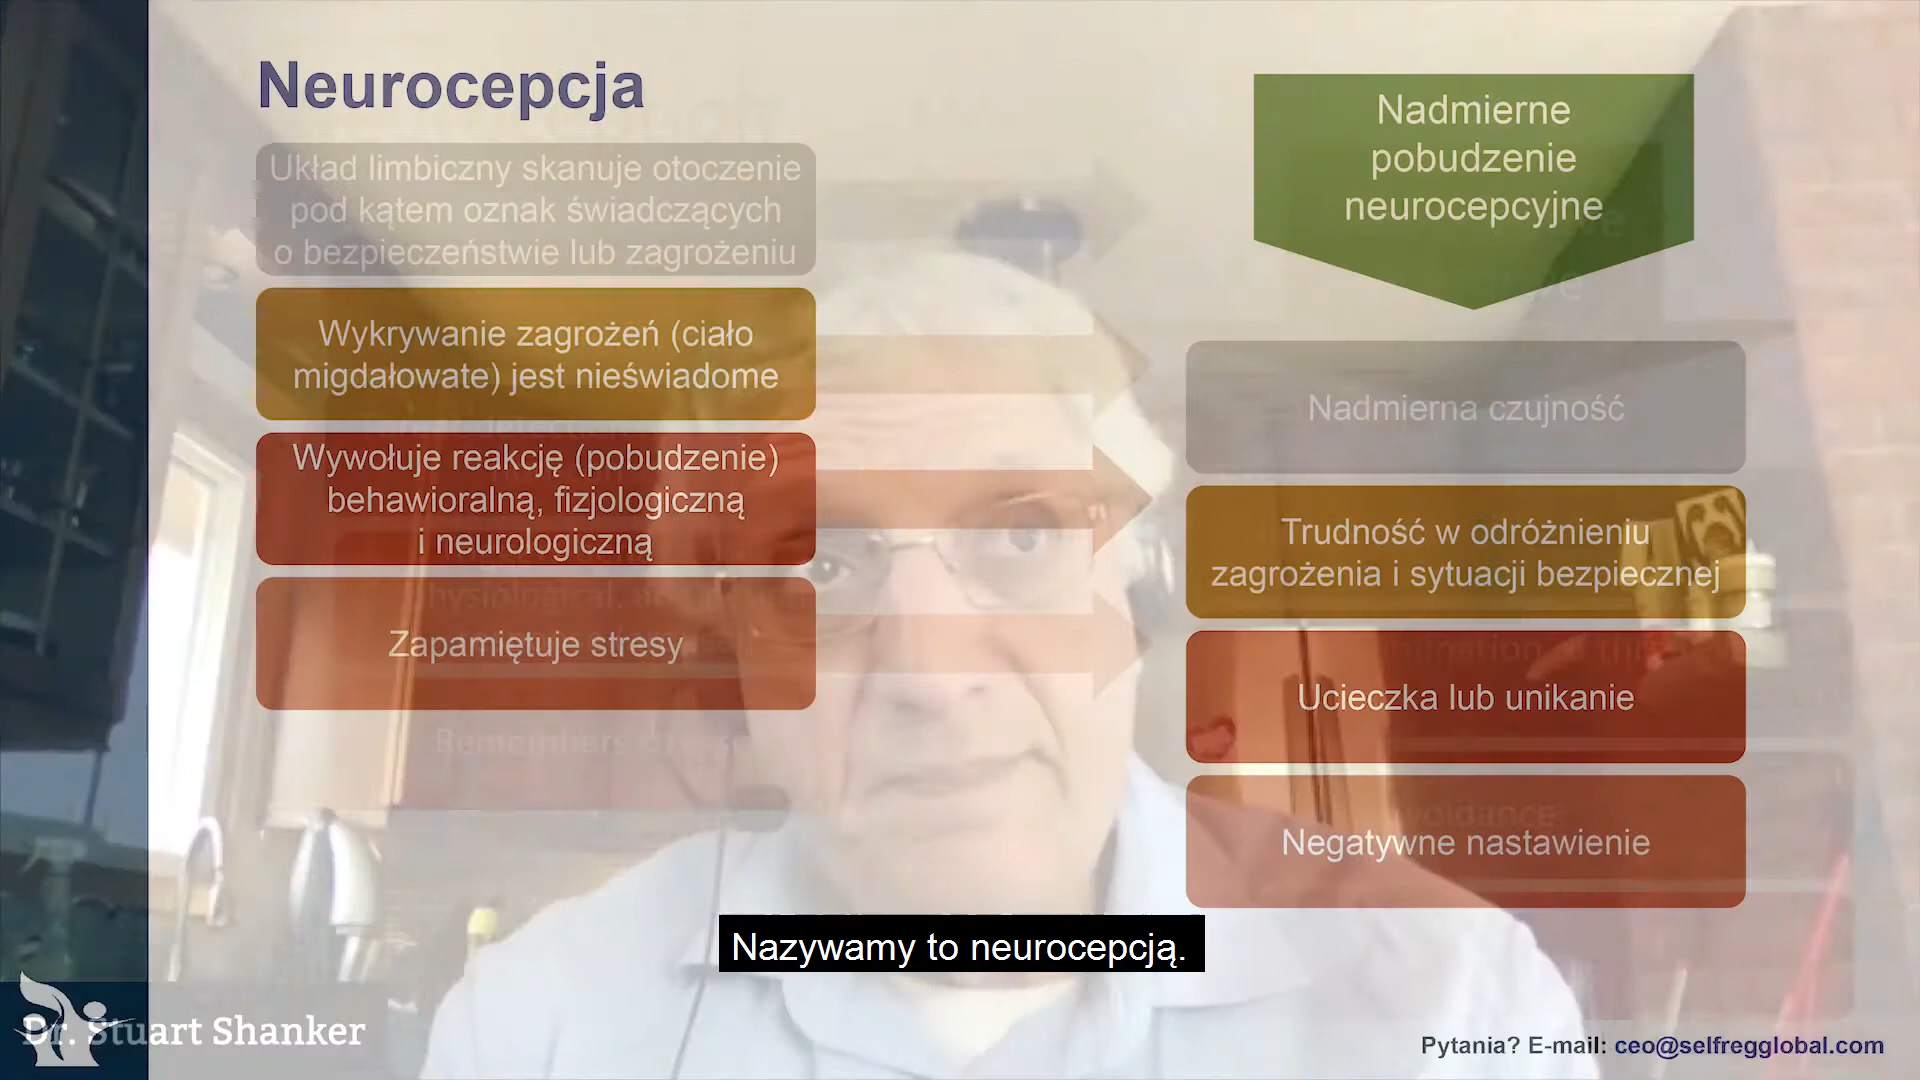 Neurocepcja
Układ limbiczny skanuje otoczenie
pod kątem oznak świadczących
o bezpieczeństwie lub zagrożeniu
Wykrywanie zagrożeń (ciało
migdałowate) jest nieświadome
Wywołuje reakcję (pobudzenie)
behawioralną, fizjologiczną
i neurologiczną
Zapamiętuje stresy
Nadmierne
pobudzenie
neurocepcyjne
Nadmierna czujność
Trudność w odróżnieniu
zagrożenia i sytuacji bezpiecznej
Ucieczka lub unikanie
Negatywne nastawienie
Nazywamy to neurocepcją.
Dr. Stuart Shanker
Pytania? E-mail: ceo@selfregglobal.com